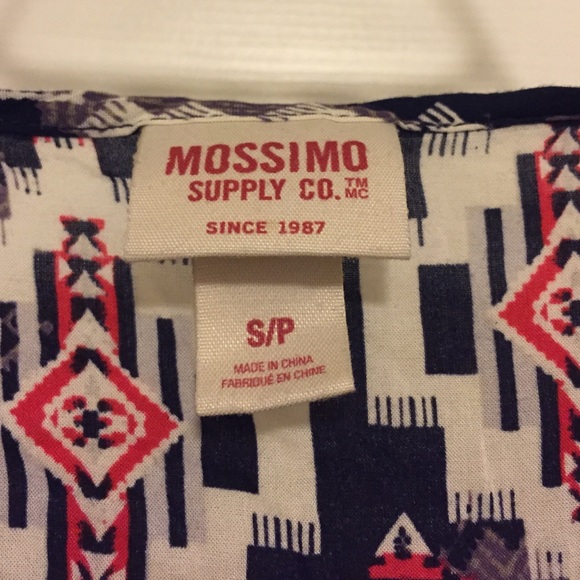 MOSSIMO
SUPPLY CO.™ MC
SINCE 1987
S/P
MADE IN CHINA
FABRIQUÉ EN CHINE